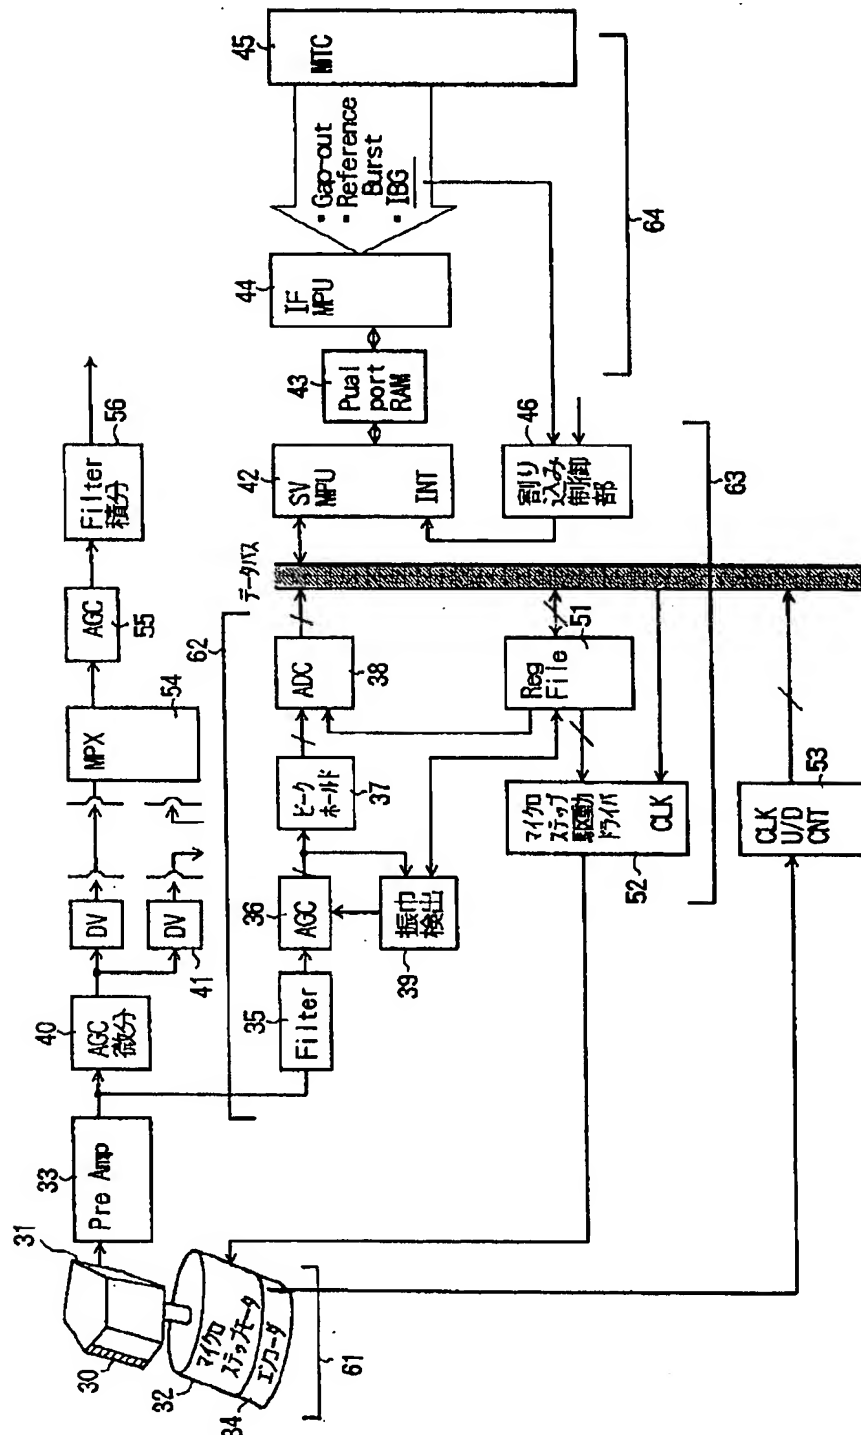 31
30
32
マイクロ
ステップモータ
エンコーダ
34
61
33
Pre Amp
40
AGC
微分
DV
DV
41
MPX
54
AGC
55
Filter
積分
56
62
35
Filter
36
AGC
振巾
検出
39
ピーク
ホールド
37
ADC
38
データバス
Reg
File
51
マイクロ
ステップ
駆動
ドライバ
CLK
52
CLK
U/D
CNT
53
63
42
SV
MPU
INT
割り
込み
制御
部
46
43
Pual
port
RAM
44
IF
MPU
▪ Gap-out
▪ Reference
Burst
▪ IBG
45
MTC
64